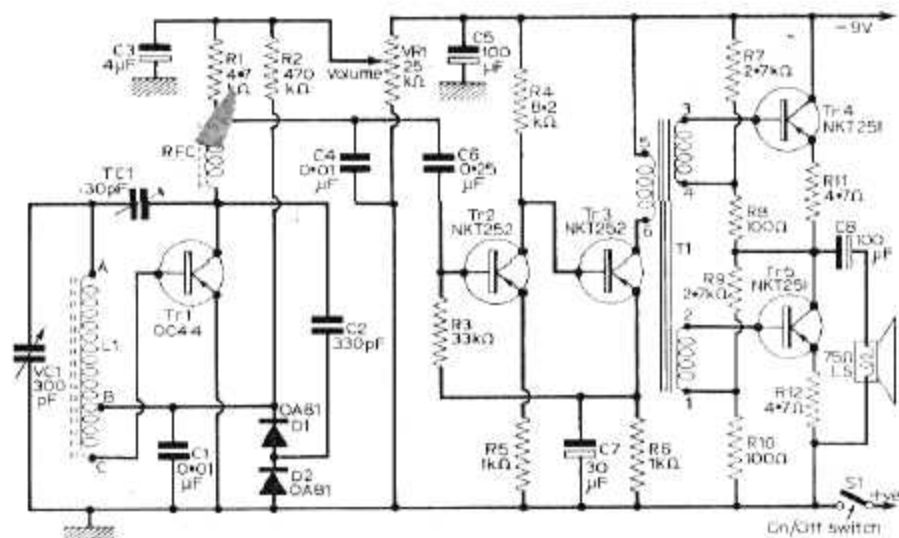 C3
4µF
R1
4•7
kΩ
R2
470
kΩ
Volume
VR1
25
kΩ
C5
100
µF
R4
8•2
kΩ
R7
2•7kΩ
-9V
Tr4
NKT251
RFC
TC1
30pF
C4
0•01
µF
C6
0•25
µF
Tr2
NKT252
Tr3
NKT252
5
6
T1
3
4
R8
100Ω
R11
4•7Ω
C8
100
µF
Tr1
OC44
A
L1
B
C
VC1
300
pF
C2
330pF
R3
33kΩ
R9
2•7kΩ
2
1
Tr5
NKT251
75Ω
L.S
C1
0•01
µF
OA81
D1
D2
OA81
R5
1kΩ
C7
30
µF
R6
1kΩ
R10
100Ω
R12
4•7Ω
S1
+ve
On/Off switch